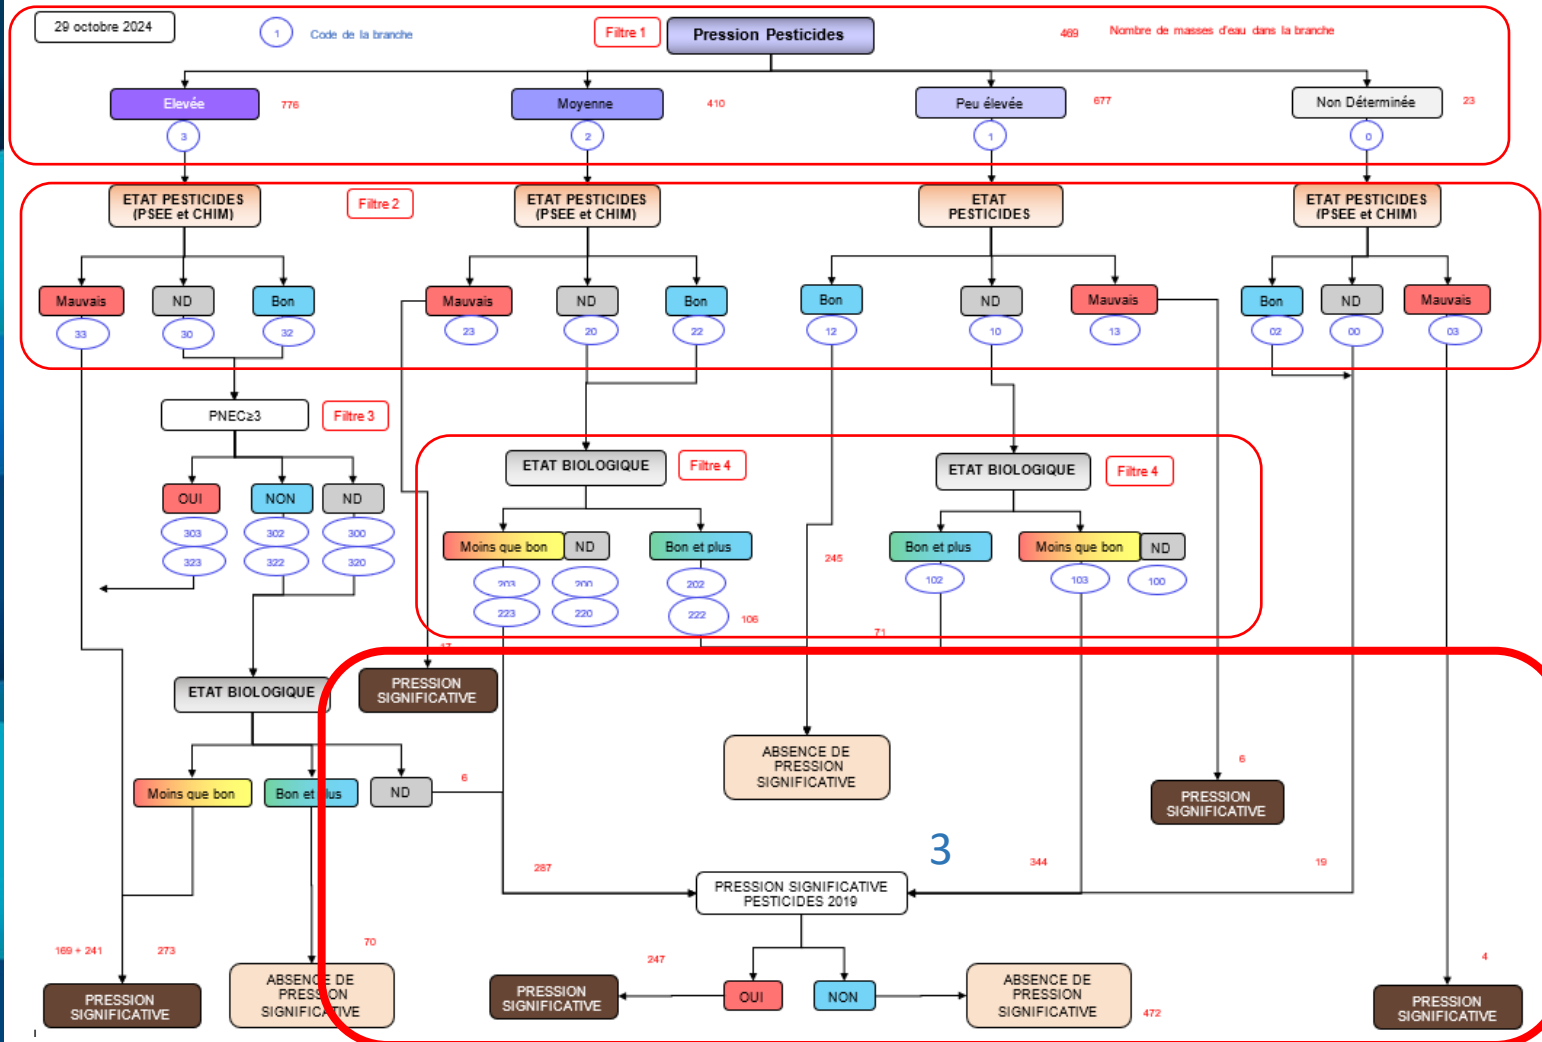 29 octobre 2024
1
Code de la branche
Filtre 1
Pression Pesticides
469
Nombre de masses d'eau dans la branche
Elevée
776
Moyenne
410
Peu élevée
677
Non Déterminée
23
3
2
1
0
ETAT PESTICIDES
(PSEE et CHIM)
Filtre 2
ETAT PESTICIDES
(PSEE et CHIM)
ETAT
PESTICIDES
ETAT PESTICIDES
(PSEE et CHIM)
Mauvais
ND
Bon
Mauvais
ND
Bon
Bon
ND
Mauvais
Bon
ND
Mauvais
33
30
32
23
20
22
12
10
13
02
00
03
PNEC≥3
Filtre 3
OUI
NON
ND
303
302
300
323
322
320
ETAT BIOLOGIQUE
Filtre 4
ETAT BIOLOGIQUE
Filtre 4
Moins que bon
ND
Bon et plus
245
Bon et plus
Moins que bon
ND
203
200
202
102
103
100
223
220
222
106
71
17
ETAT BIOLOGIQUE
PRESSION
SIGNIFICATIVE
ABSENCE DE
PRESSION
SIGNIFICATIVE
6
PRESSION
SIGNIFICATIVE
Moins que bon
Bon et plus
ND
6
3
287
344
19
PRESSION SIGNIFICATIVE
PESTICIDES 2019
169 + 241
273
70
247
4
PRESSION
SIGNIFICATIVE
ABSENCE DE
PRESSION
SIGNIFICATIVE
PRESSION
SIGNIFICATIVE
OUI
NON
ABSENCE DE
PRESSION
SIGNIFICATIVE
472
PRESSION
SIGNIFICATIVE